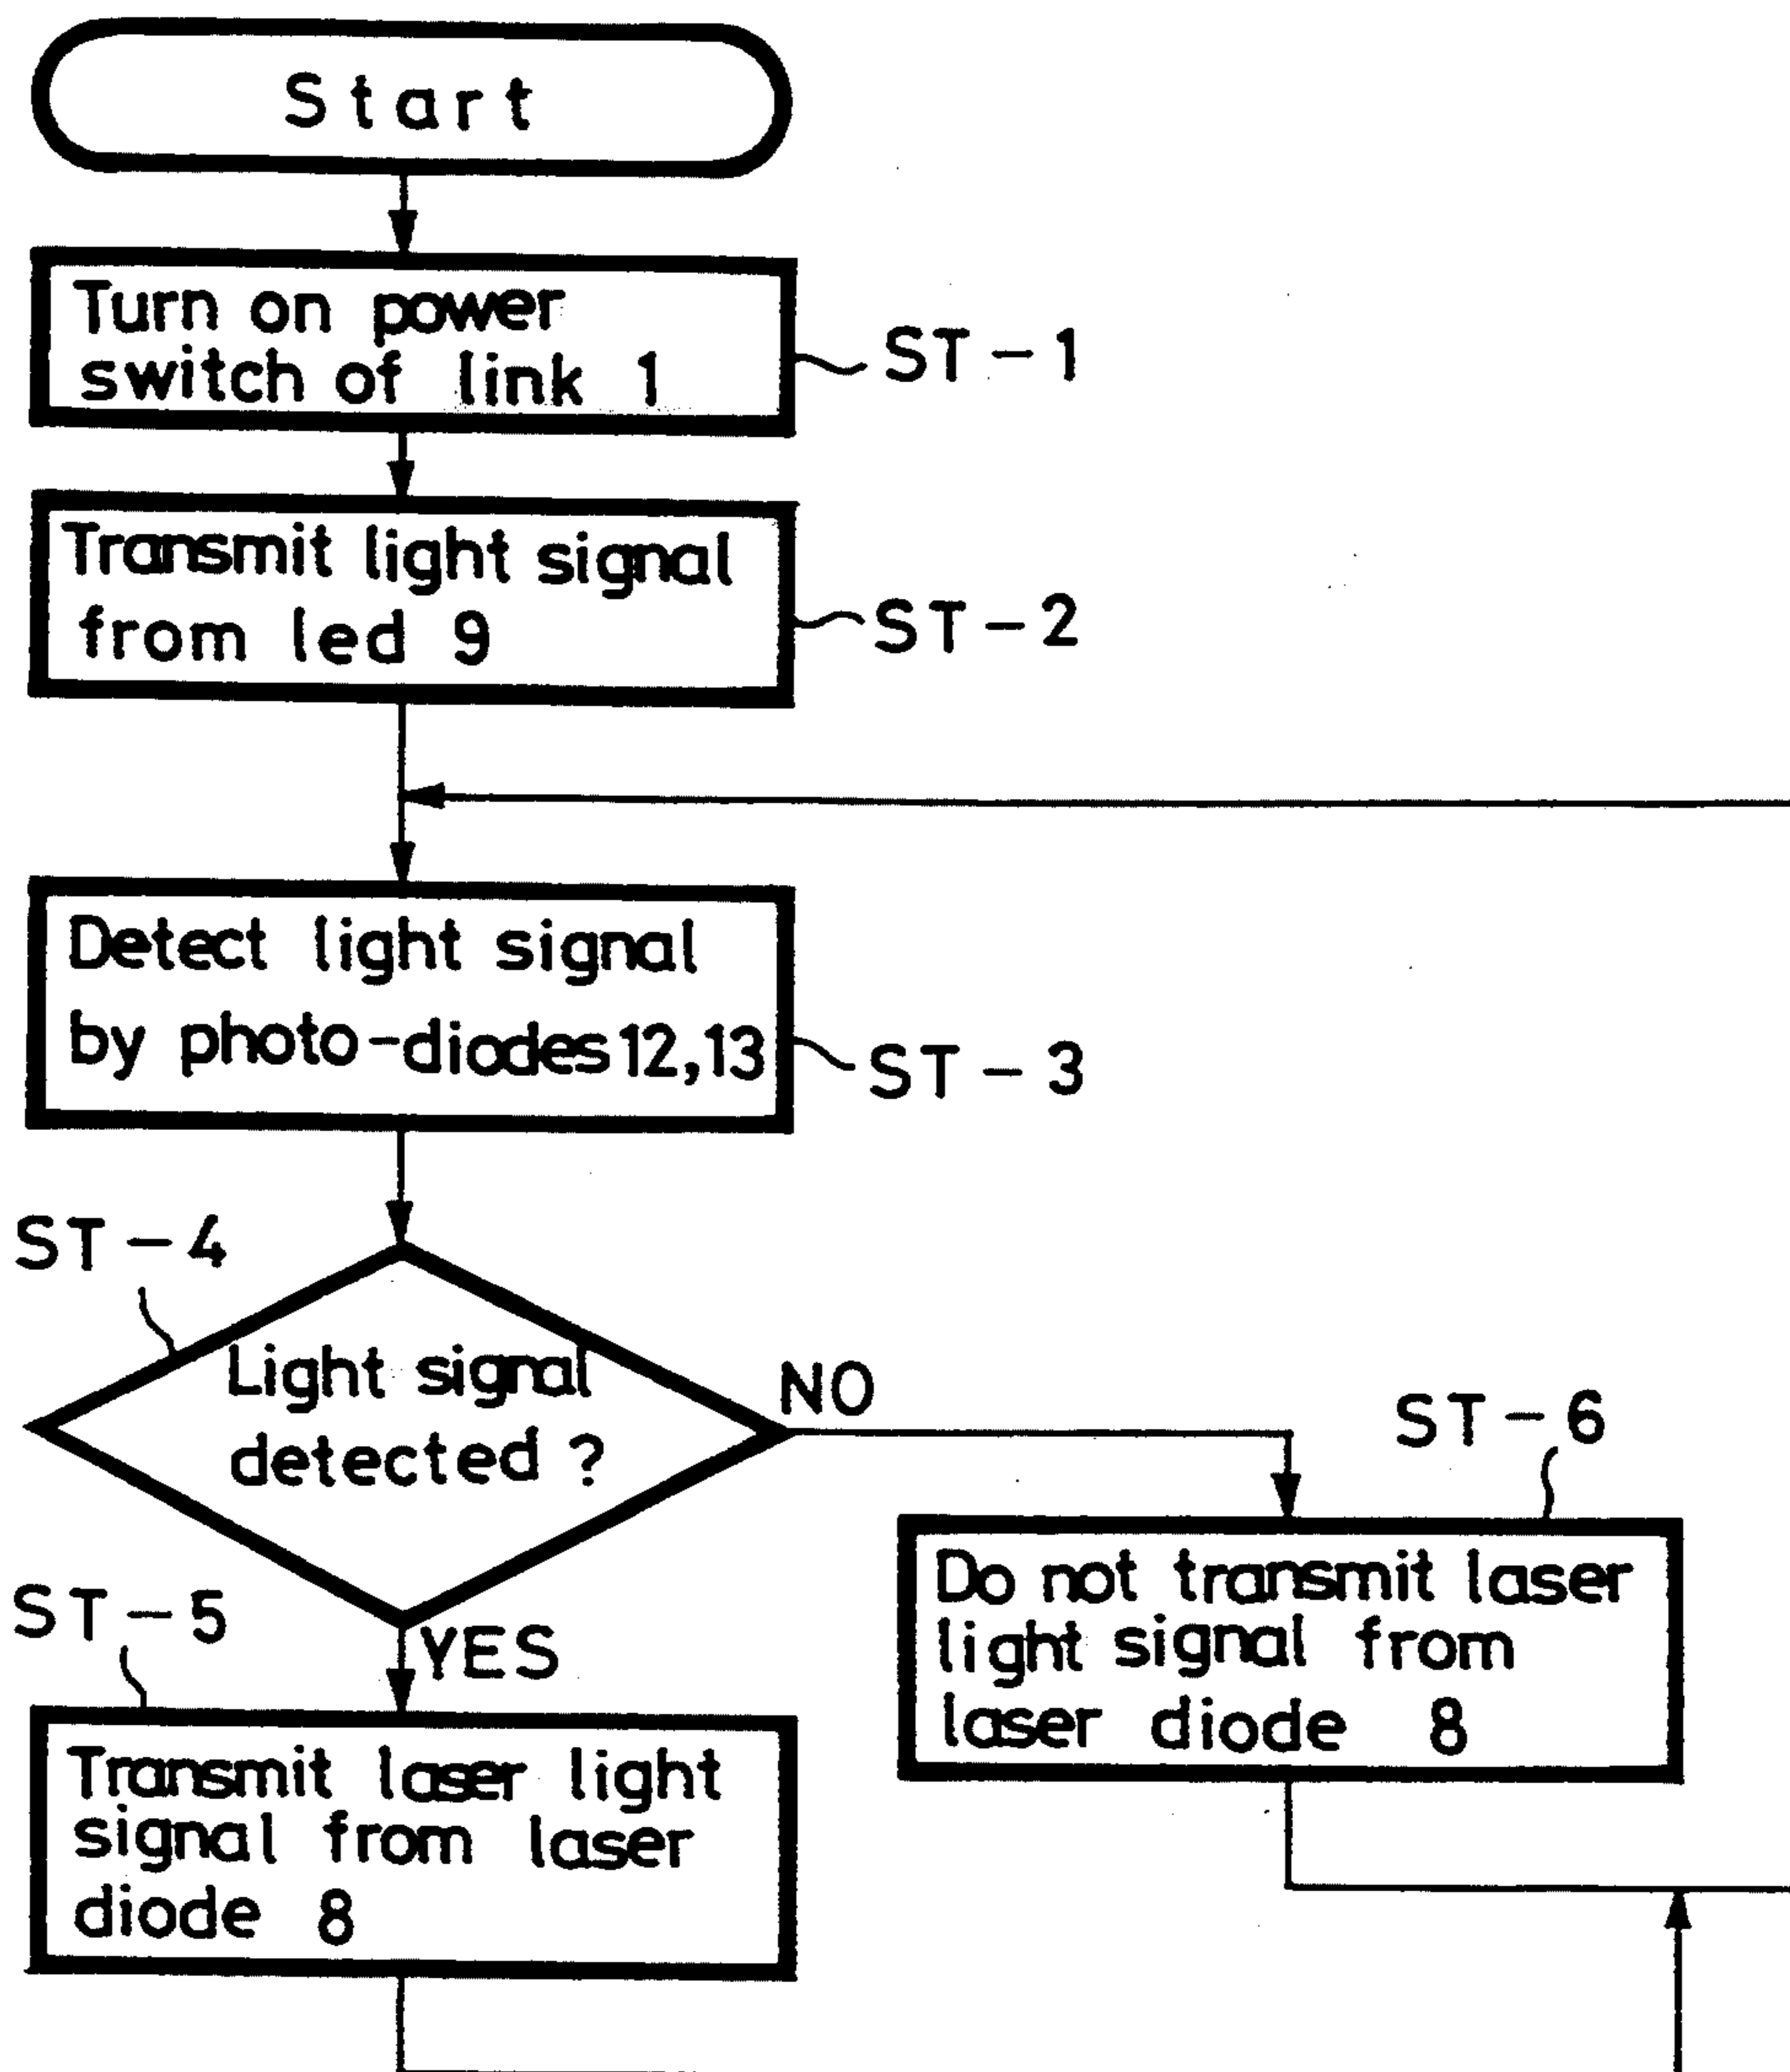 Start
Turn on power
switch of link 1
ST-1
Transmit light signal
from led 9
ST-2
Detect light signal
by photo-diodes 12,13
ST-3
ST-4
Light signal
detected ?
NO
ST-6
Do not transmit laser
light signal from
laser diode 8
ST-5
YES
Transmit laser light
signal from laser
diode 8